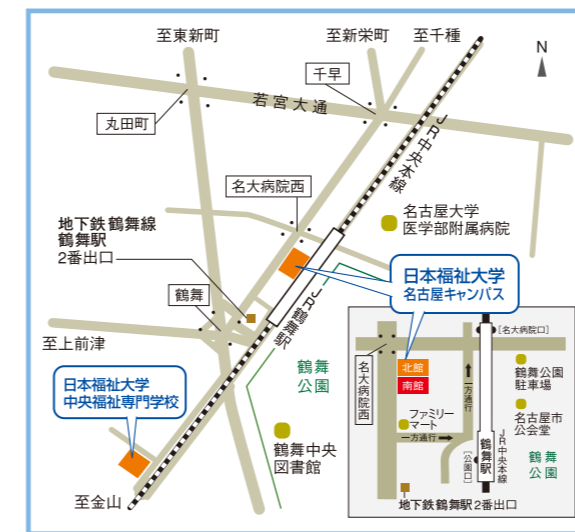 至東新町
至新栄町
至千種
N
千早
若宮大通
丸田町
JR中央本線
名大病院西
名古屋大学
医学部附属病院
地下鉄鶴舞線
鶴舞駅
2番出口
日本福祉大学
名古屋キャンパス
鶴舞
JR鶴舞駅
至上前津
鶴舞
公園
日本福祉大学
中央福祉専門学校
鶴舞中央
図書館
至金山
[名大病院口]
名大病院西
北館
南館
一方通行
鶴舞公園
駐車場
ファミリー
マート
名古屋市
公会堂
一方通行
[公園口]
鶴舞駅
JR中央本線
鶴舞
公園
地下鉄鶴舞駅2番出口